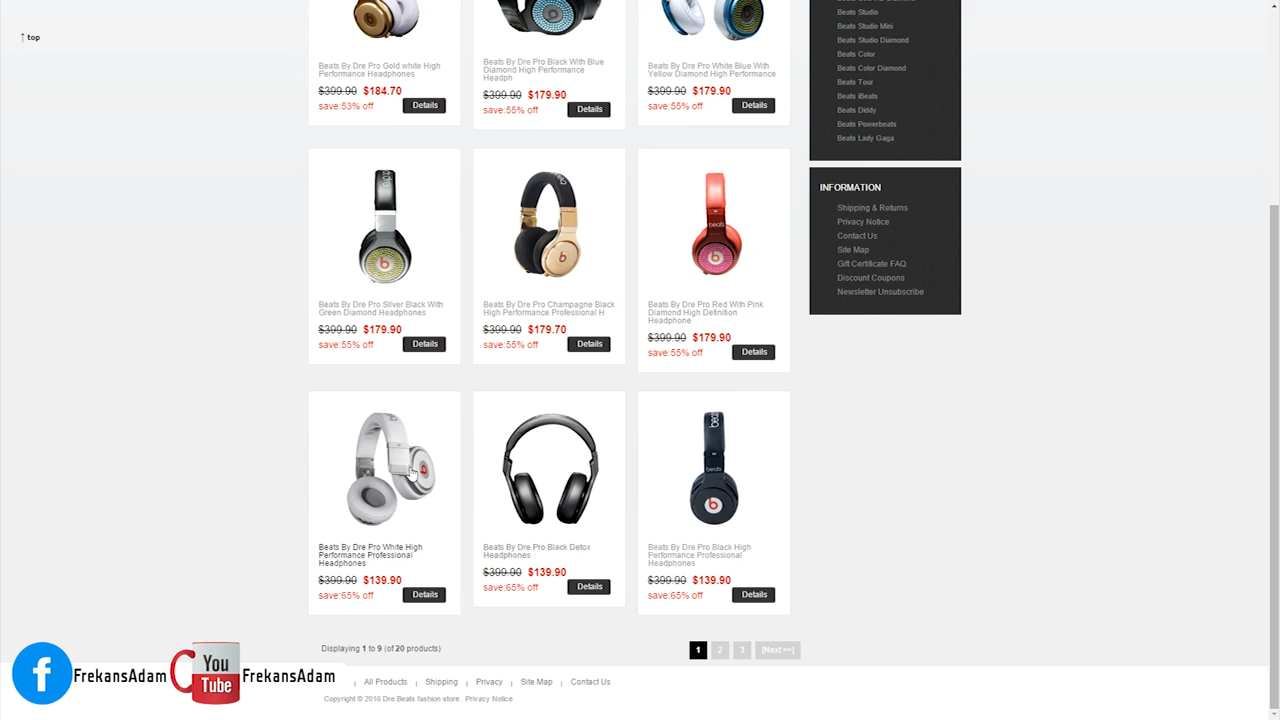 ↑ top
Beats By Dre Pro Gold white High
Performance Headphones
$399.90 $184.70
save:53% off
Details
Beats By Dre Pro Black With Blue
Diamond High Performance
Headph
$399.90 $179.90
save:55% off
Details
Beats By Dre Pro White Blue With
Yellow Diamond High Performance
$399.90 $179.90
save:55% off
Details
Beats Studio
Beats Studio Mini
Beats Studio Diamond
Beats Color
Beats Color Diamond
Beats Tour
Beats iBeats
Beats Diddy
Beats Powerbeats
Beats Lady Gaga
INFORMATION
Shipping & Returns
Privacy Notice
Contact Us
Site Map
Gift Certificate FAQ
Discount Coupons
Newsletter Unsubscribe
Beats By Dre Pro Silver Black With
Green Diamond Headphones
$399.90 $179.90
save:55% off
Details
Beats By Dre Pro Champagne Black
High Performance Professional H
$399.90 $179.70
save:55% off
Details
beats
Beats By Dre Pro Red With Pink
Diamond High Definition
Headphone
$399.90 $179.90
save:55% off
Details
Beats By Dre Pro White High
Performance Professional
Headphones
$399.90 $139.90
save:65% off
Details
Beats By Dre Pro Black Detox
Headphones
$399.90 $139.90
save:65% off
Details
beats
Beats By Dre Pro Black High
Performance Professional
Headphones
$399.90 $139.90
save:65% off
Details
Displaying 1 to 9 (of 20 products)
1 2 3 [Next >>]
All Products | Shipping | Privacy | Site Map | Contact Us
Copyright © 2016 Dre Beats fashion store. Privacy Notice
f FrekansAdam
You Tube FrekansAdam